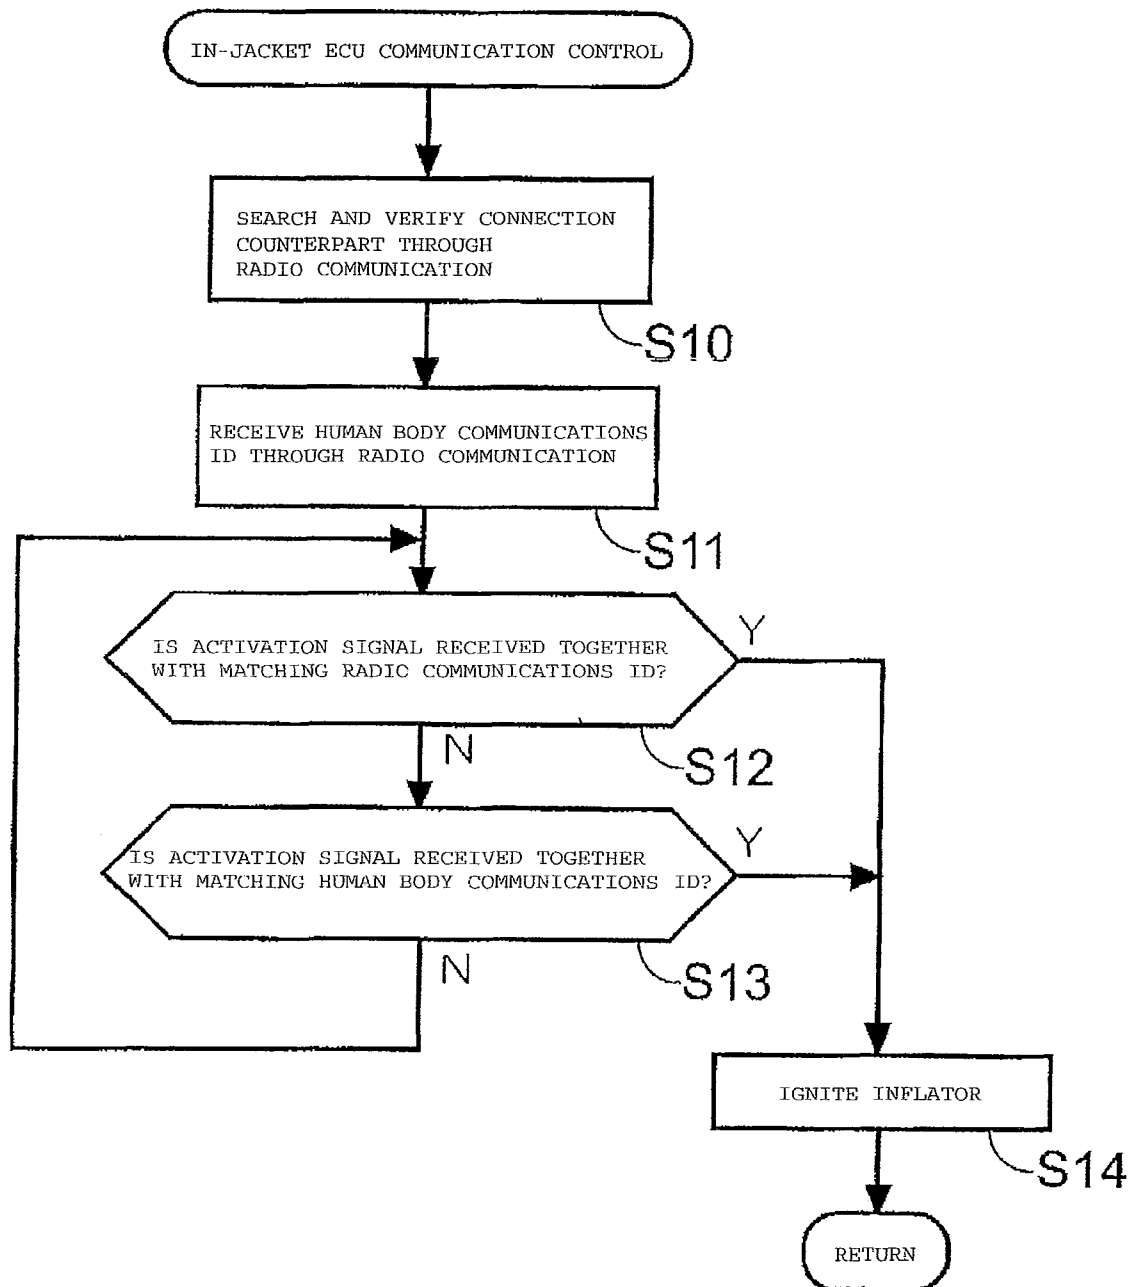 IN-JACKET ECU COMMUNICATION CONTROL
SEARCH AND VERIFY CONNECTION
COUNTERPART THROUGH
RADIO COMMUNICATION
S10
RECEIVE HUMAN BODY COMMUNICATIONS
ID THROUGH RADIO COMMUNICATION
S11
IS ACTIVATION SIGNAL RECEIVED TOGETHER
WITH MATCHING RADIO COMMUNICATIONS ID?
Y
N
S12
IS ACTIVATION SIGNAL RECEIVED TOGETHER
WITH MATCHING HUMAN BODY COMMUNICATIONS ID?
Y
N
S13
IGNITE INFLATOR
S14
RETURN